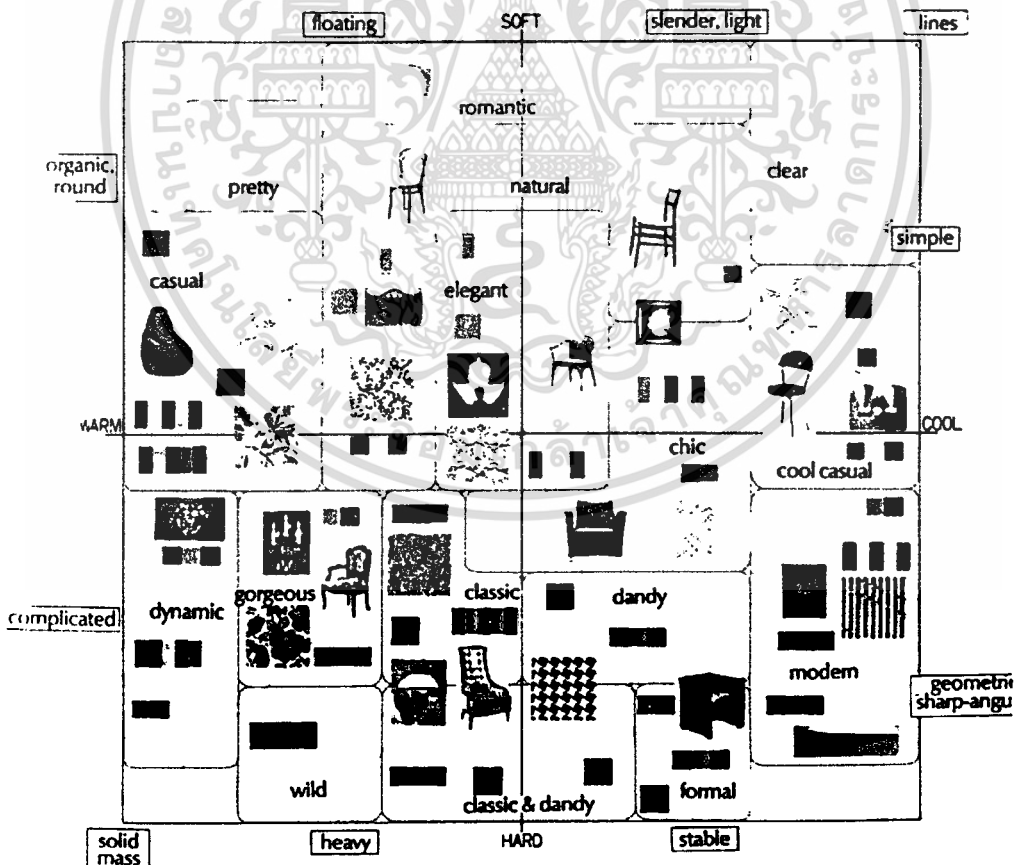 floating
SOFT
slender, light
lines
romantic
organic,
round
pretty
natural
clear
simple
casual
elegant
WARM
COOL
chic
cool casual
complicated
dynamic
gorgeous
classic
dandy
modern
geometri
sharp-angu
wild
classic & dandy
formal
solid
mass
heavy
HARD
stable